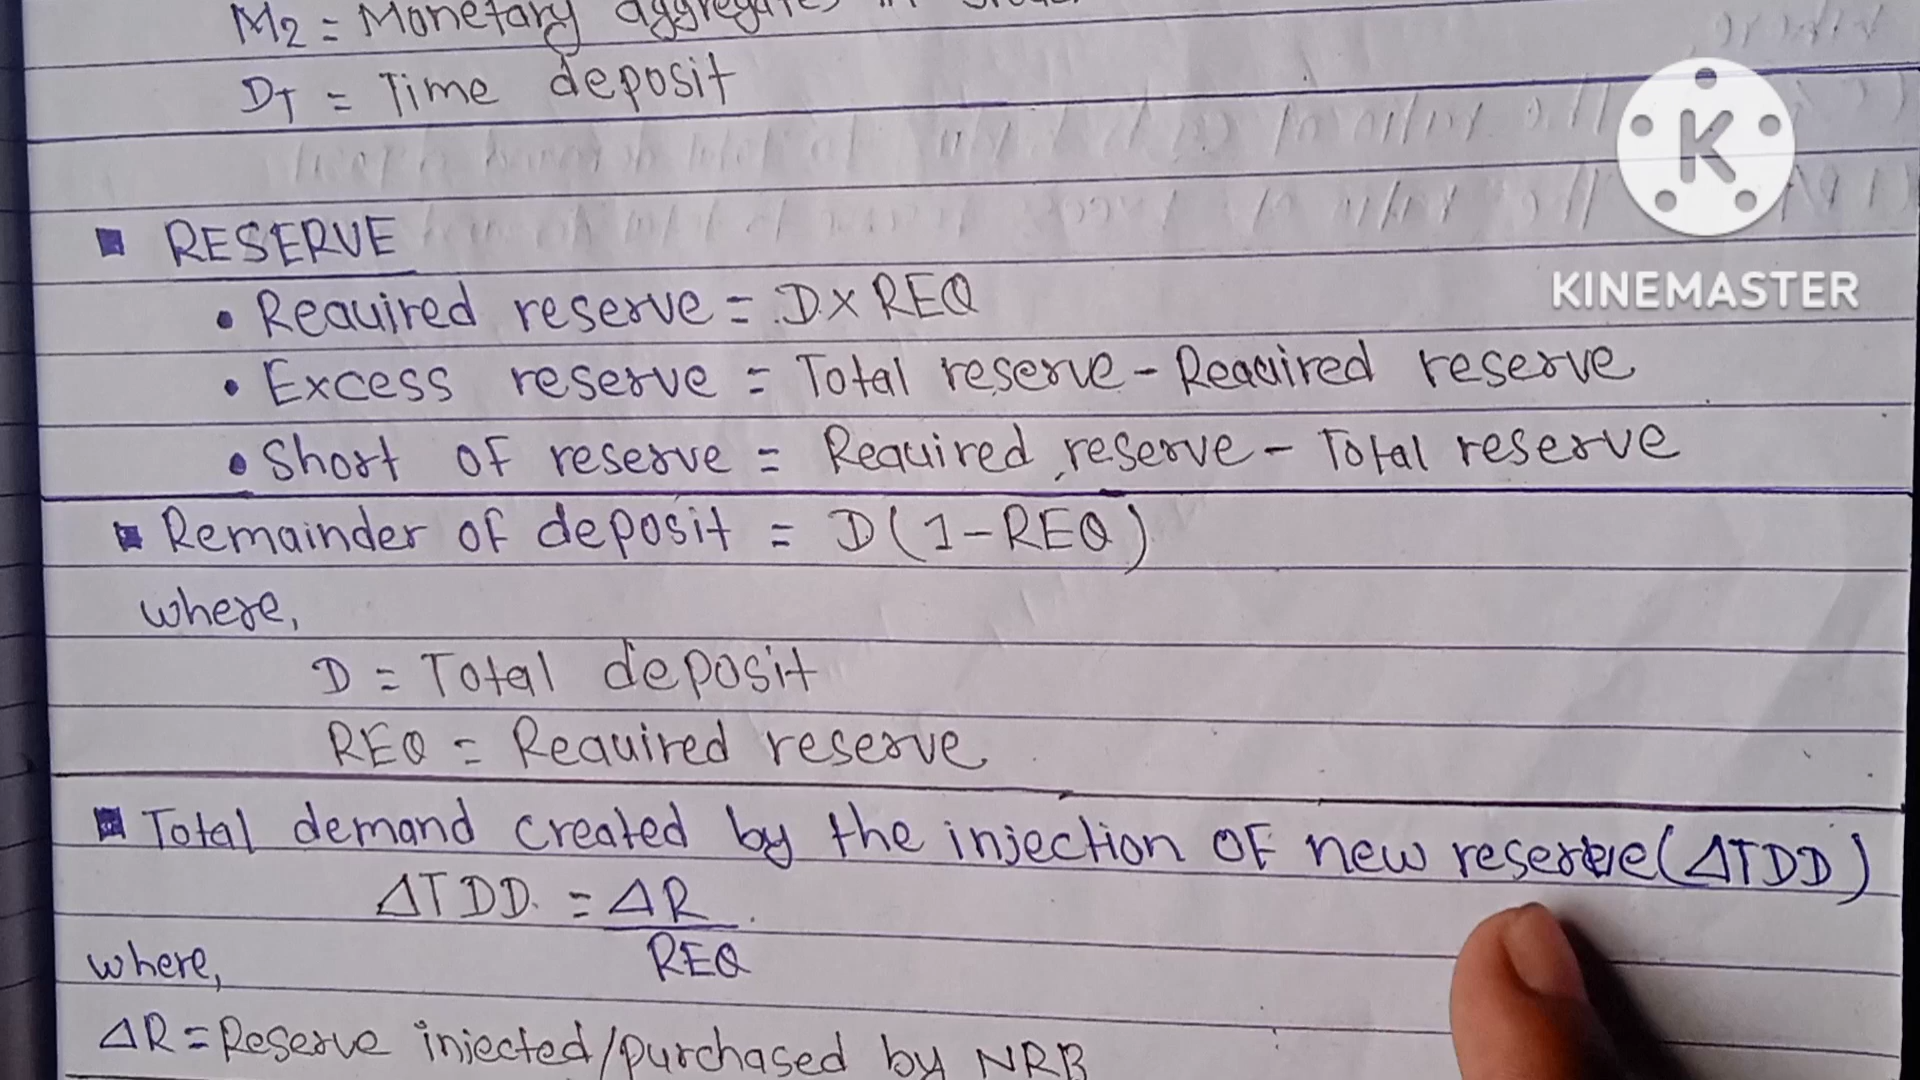 M2 = Monetary aggregates in
DT = Time deposit
K
KINEMASTER
RESERVE
• Required reserve = D x REQ
• Excess reserve = Total reserve - Required reserve
• Short of reserve = Required reserve - Total reserve
Remainder of deposit = D(1-REQ)
where,
D = Total deposit
REQ = Required reserve
Total demand created by the injection of new reserve (ΔTDD)
ΔTDD = ΔR
REQ
where,
ΔR = Reserve injected/purchased by NRB